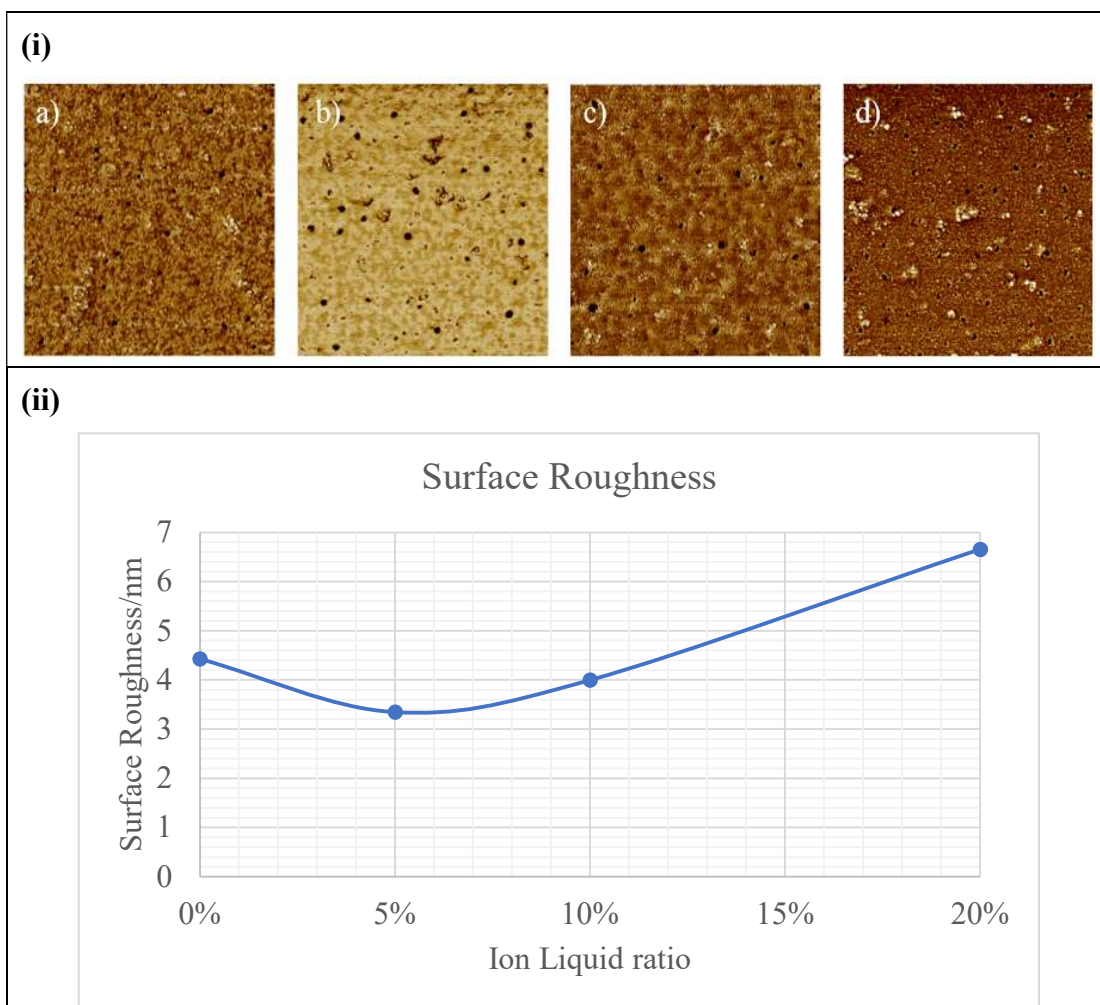 (i)
a) b) c) d)
(ii)
Surface Roughness
7
6
5
4
3
2
1
0
Surface Roughness/nm
0% 5% 10% 15% 20%
Ion Liquid ratio